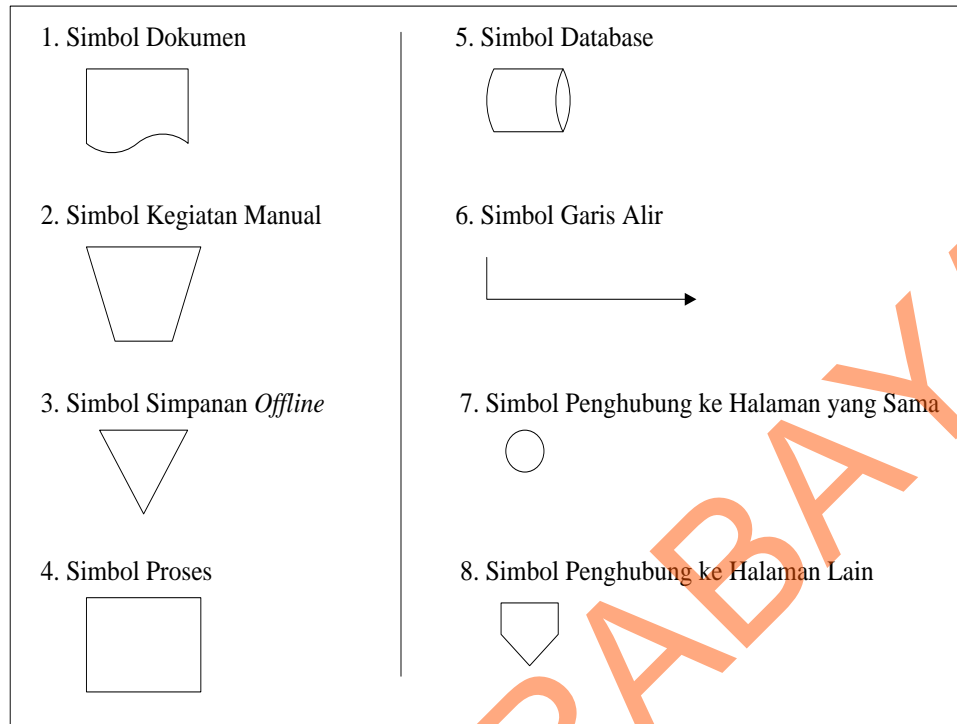 1. Simbol Dokumen
2. Simbol Kegiatan Manual
3. Simbol Simpanan Offline
4. Simbol Proses
5. Simbol Database
6. Simbol Garis Alir
7. Simbol Penghubung ke Halaman yang Sama
8. Simbol Penghubung ke Halaman Lain
RABAYA